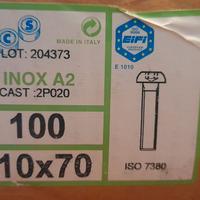 C S
MADE IN ITALY
LOT: 204373
EiFi
INOX A2
E 1010
CAST :2P020
100
10x70
ISO 7380